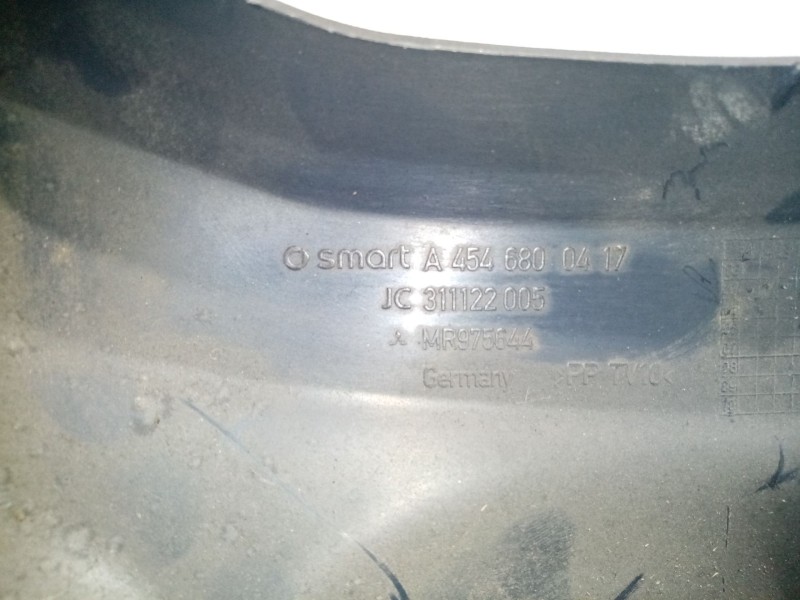 smart A 454 680 04 17
JC 311122 005
MR975644
Germany >PP TV10<